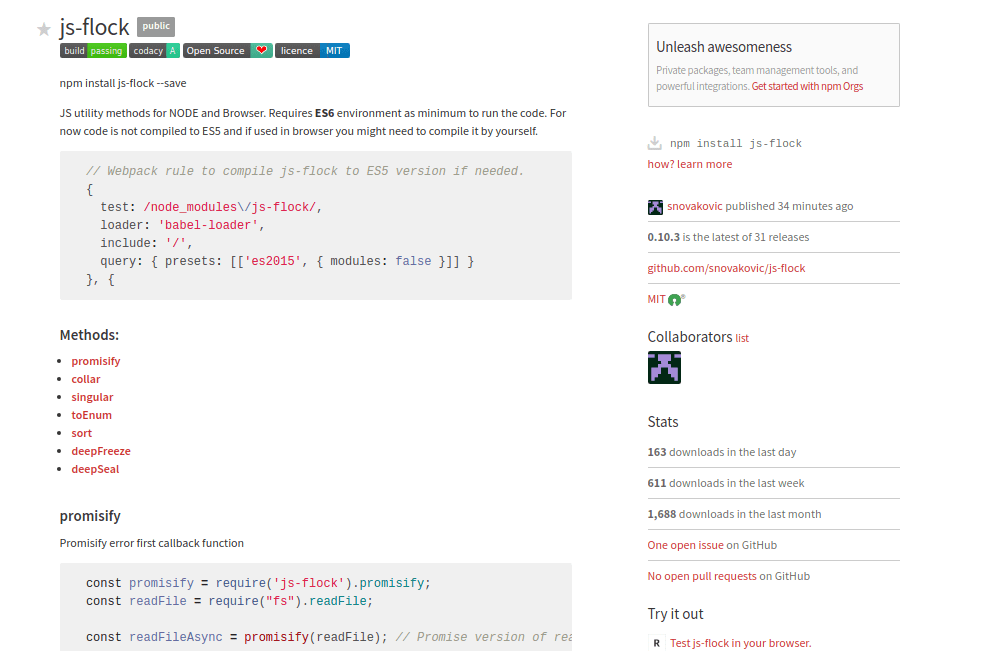 js-flock public
build passing codacy A Open Source licence MIT
npm install js-flock --save
JS utility methods for NODE and Browser. Requires ES6 environment as minimum to run the code. For
now code is not compiled to ES5 and if used in browser you might need to compile it by yourself.
// Webpack rule to compile js-flock to ES5 version if needed.
{
test: /node_modules\/js-flock/,
loader: 'babel-loader',
include: '/',
query: { presets: [['es2015', { modules: false }]] }
}, {
Methods:
promisify
collar
singular
toEnum
sort
deepFreeze
deepSeal
promisify
Promisify error first callback function
const promisify = require('js-flock').promisify;
const readFile = require("fs").readFile;
const readFileAsync = promisify(readFile); // Promise version of rea
Unleash awesomeness
Private packages, team management tools, and
powerful integrations. Get started with npm Orgs
npm install js-flock
how? learn more
snovakovic published 34 minutes ago
0.10.3 is the latest of 31 releases
github.com/snovakovic/js-flock
MIT
Collaborators list
Stats
163 downloads in the last day
611 downloads in the last week
1,688 downloads in the last month
One open issue on GitHub
No open pull requests on GitHub
Try it out
R Test js-flock in your browser.